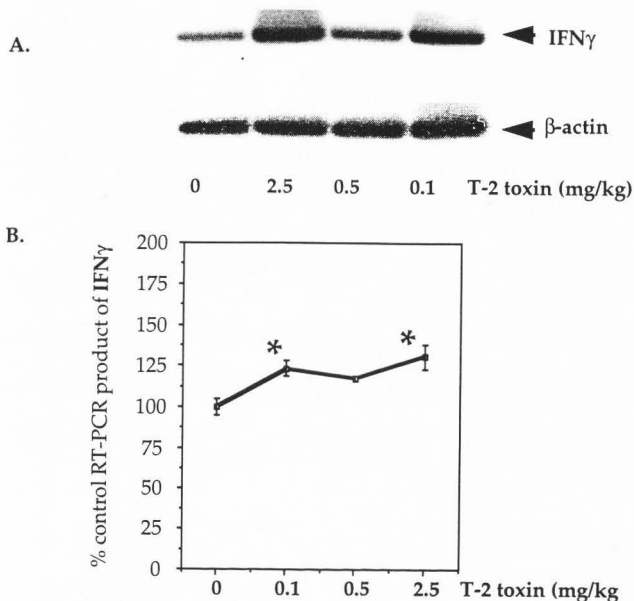 A.
IFNγ
β-actin
0 2.5 0.5 0.1 T-2 toxin (mg/kg)
B.
% control RT-PCR product of IFNγ
200
175
150
125
100
75
50
25
0
* *
0 0.1 0.5 2.5 T-2 toxin (mg/kg